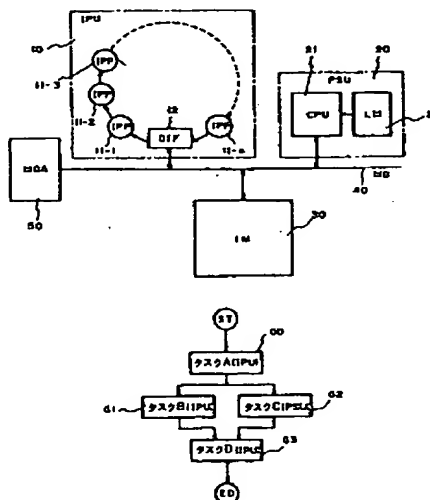 IPU
10
IPP
11-3
IPP
11-2
IPP
11-1
12
DIF
IPP
11-n
PSU
20
21
CPU
LM
MOA
50
MB
40
IM
30
ST
60
タスクA(IPU)
61
タスクB(IPU)
タスクC(PSU)
62
タスクD(IPU)
63
ED